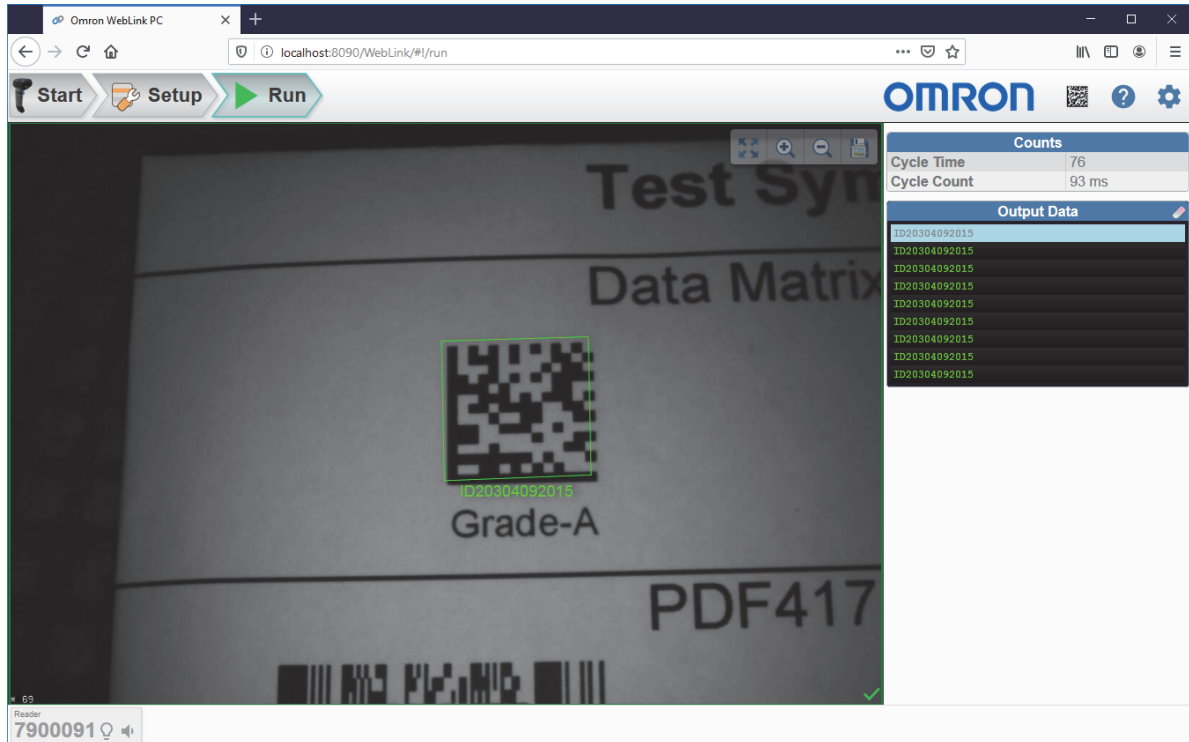 Omron WebLink PC
localhost:8090/WebLink/#!/run
Start
Setup
Run
OMRON
Test Sym
Data Matrix
ID20304092015
Grade-A
PDF417
69
Counts
Cycle Time 76
Cycle Count 93 ms
Output Data
ID20304092015
ID20304092015
ID20304092015
ID20304092015
ID20304092015
ID20304092015
ID20304092015
ID20304092015
ID20304092015
Reader
7900091